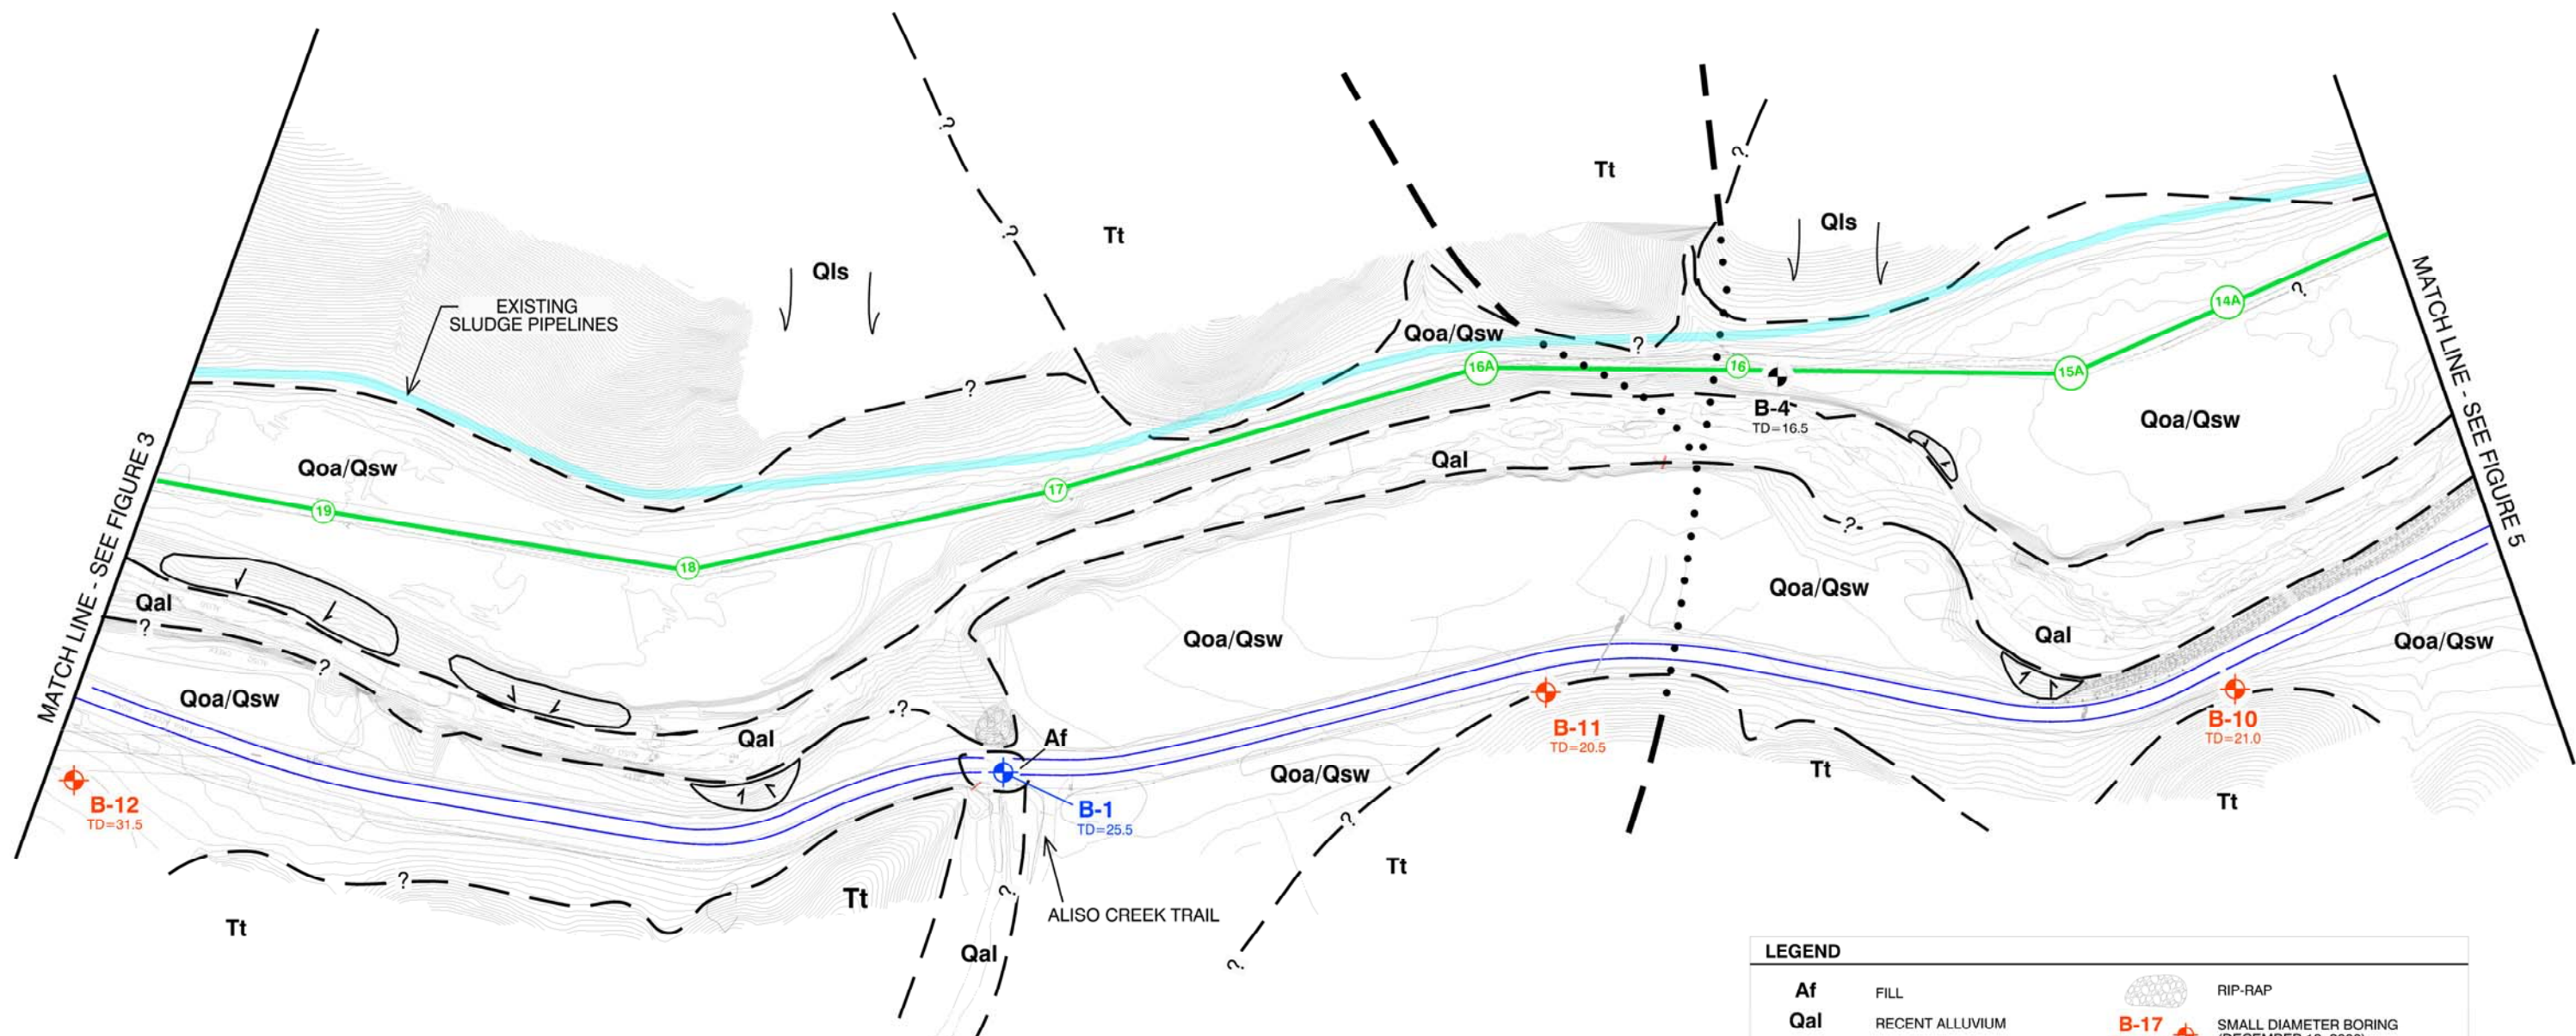 Tt
Qls
Tt
Qls
?
?
?
Tt
EXISTING
SLUDGE PIPELINES
MATCH LINE - SEE FIGURE 3
MATCH LINE - SEE FIGURE 5
Qoa/Qsw
?
16A
16
15A
14A
?
?
B-4
TD=16.5
Qoa/Qsw
Qoa/Qsw
Qal
17
19
18
?
Qoa/Qsw
Qal
?
?
Qoa/Qsw
Qal
Qoa/Qsw
Qoa/Qsw
?
Qal
Af
B-11
TD=20.5
B-10
TD=21.0
Qoa/Qsw
Tt
Tt
B-12
TD=31.5
B-1
TD=25.5
?
?
Tt
Tt
?
Tt
ALISO CREEK TRAIL
Qal
?
LEGEND
Af FILL
RIP-RAP
Qal RECENT ALLUVIUM
B-17 SMALL DIAMETER BORING